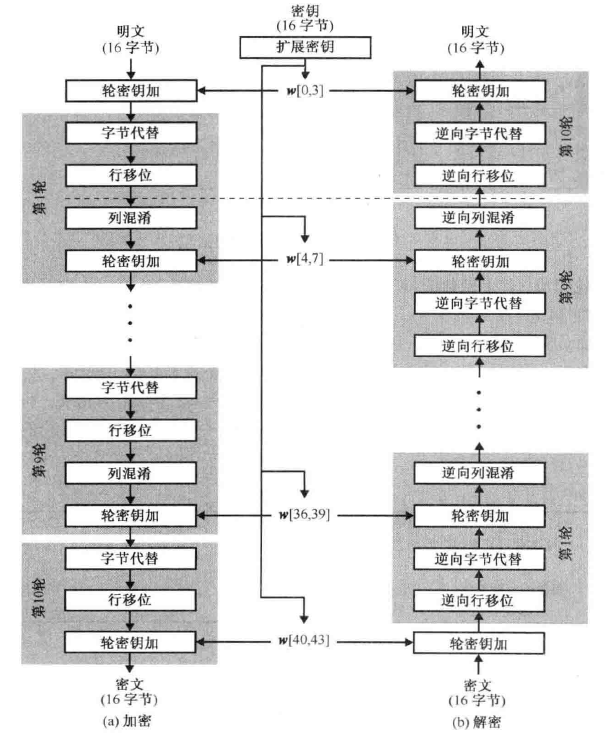 密钥
(16 字节)
扩展密钥
明文
(16 字节)
轮密钥加
第1轮
字节代替
行移位
列混淆
轮密钥加
第9轮
字节代替
行移位
列混淆
轮密钥加
第10轮
字节代替
行移位
轮密钥加
密文
(16 字节)
(a) 加密
w[0,3]
w[4,7]
w[36,39]
w[40,43]
明文
(16 字节)
轮密钥加
逆向字节代替
逆向行移位
第10轮
逆向列混淆
轮密钥加
逆向字节代替
逆向行移位
第9轮
逆向列混淆
轮密钥加
逆向字节代替
逆向行移位
第1轮
轮密钥加
密文
(16 字节)
(b) 解密